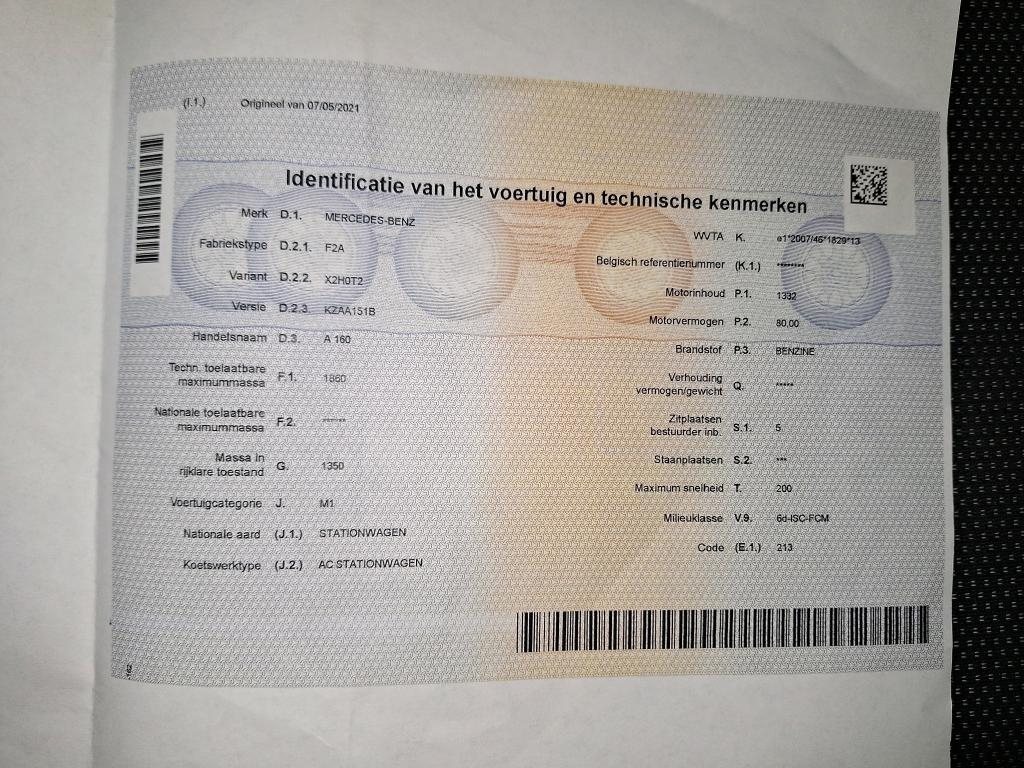 (I.1.) Origineel van 07/05/2021
Identificatie van het voertuig en technische kenmerken
Merk D.1. MERCEDES-BENZ
Fabriekstype D.2.1. F2A
Variant D.2.2. X2H0T2
Versie D.2.3. KZAA151B
Handelsnaam D.3. A 160
Techn. toelaatbare
maximummassa F.1. 1860
Nationale toelaatbare
maximummassa F.2. ******
Massa in
rijklare toestand G. 1350
Voertuigcategorie J. M1
Nationale aard (J.1.) STATIONWAGEN
Koetswerktype (J.2.) AC STATIONWAGEN
WVTA K. e1*2007/46*1829*13
Belgisch referentienummer (K.1.) *******
Motorinhoud P.1. 1332
Motorvermogen P.2. 80,00
Brandstof P.3. BENZINE
Verhouding
vermogen/gewicht Q. *****
Zitplaatsen
bestuurder inb. S.1. 5
Staanplaatsen S.2. ***
Maximum snelheid T. 200
Milieuklasse V.9. 6d-ISC-FCM
Code (E.1.) 213